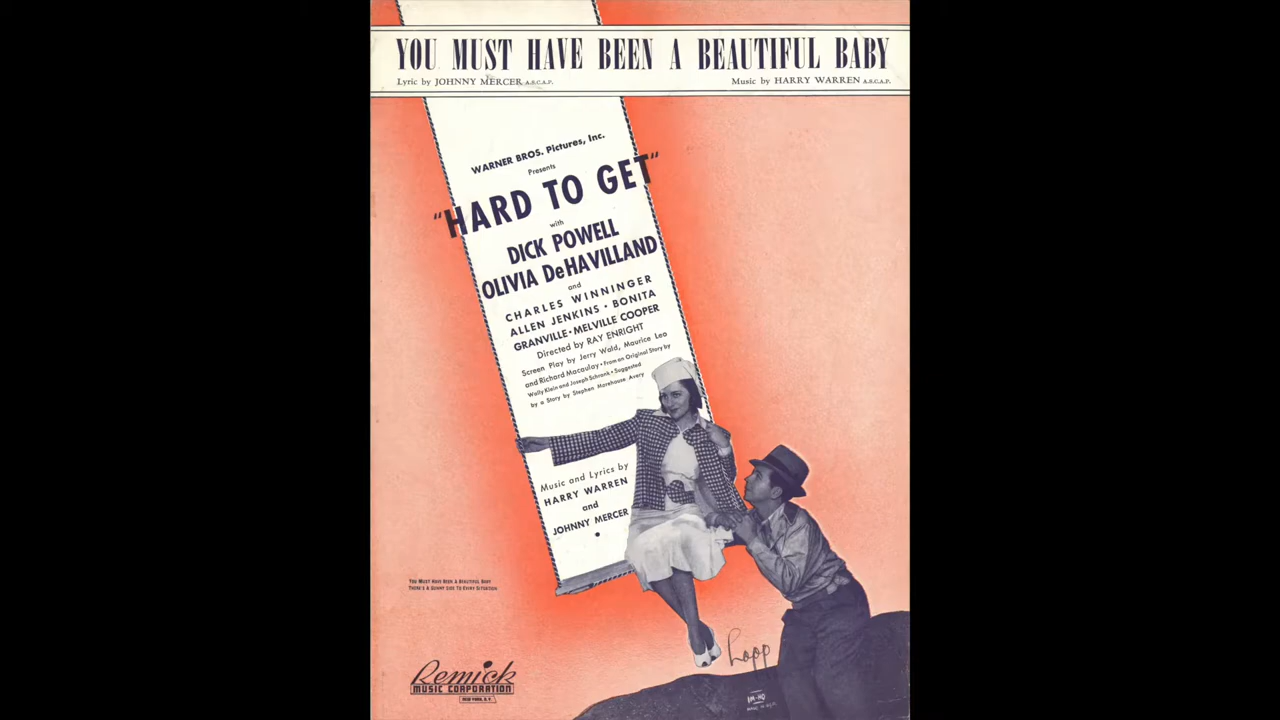 YOU MUST HAVE BEEN A BEAUTIFUL BABY
Lyric by JOHNNY MERCER A.S.C.A.P.
Music by HARRY WARREN A.S.C.A.P.
WARNER BROS. Pictures, Inc.
Presents
"HARD TO GET"
with
DICK POWELL
OLIVIA DeHAVILLAND
and
CHARLES WINNINGER
ALLEN JENKINS • BONITA
GRANVILLE • MELVILLE COOPER
Directed by RAY ENRIGHT
Screen Play by Jerry Wald, Maurice Leo
and Richard Macaulay • From an Original Story by
Wally Klein and Joseph Schrank • Suggested
by a Story by Stephen Morehouse Avery
Music and Lyrics by
HARRY WARREN
and
JOHNNY MERCER
YOU MUST HAVE BEEN A BEAUTIFUL BABY
THERE'S A SUNNY SIDE TO EVERY SITUATION
Remick
MUSIC CORPORATION
NEW YORK, N.Y.